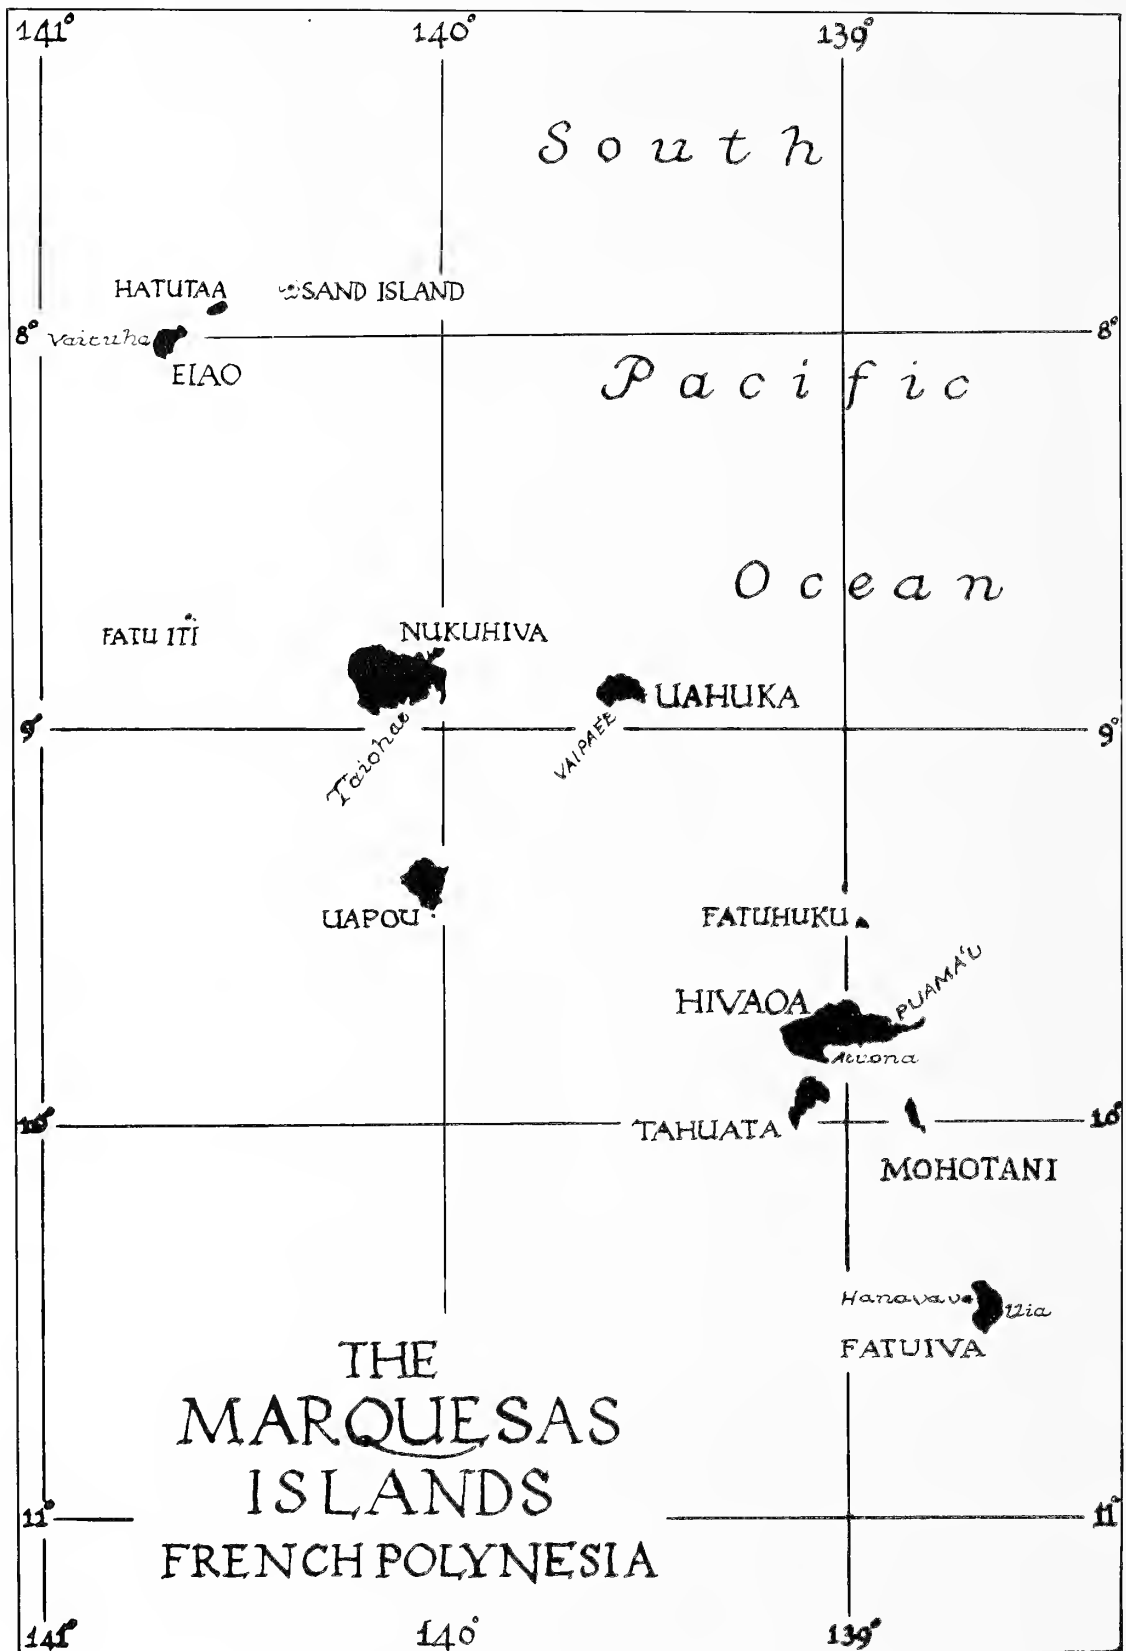 141° 140° 139°
South
HATUTAA SAND ISLAND
8° Vaituha 8°
EIAO
Pacific
Ocean
FATU ITI NUKUHIVA
UAHUKA
9° 9°
Taiohae VAIPAEE
UAPOU FATUHUKU
HIVAOA PUAMA'U
Atuona
10° TAHUATA 10°
MOHOTANI
Hanavave Uia
FATUIVA
THE
MARQUESAS
ISLANDS
11° 11°
FRENCH POLYNESIA
141° 140° 139°